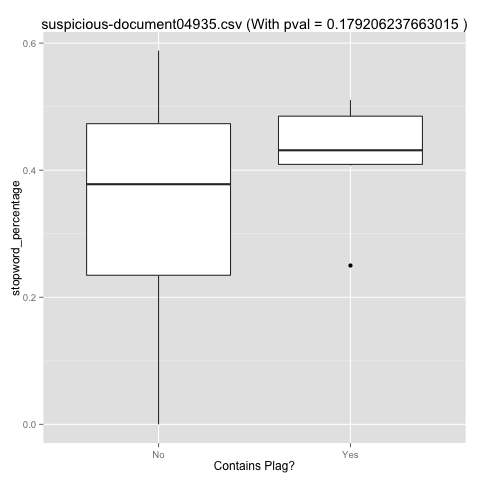 suspicious-document04935.csv (With pval = 0.179206237663015 )
0.6
0.4
0.2
0.0
stopword_percentage
No Yes
Contains Plag?